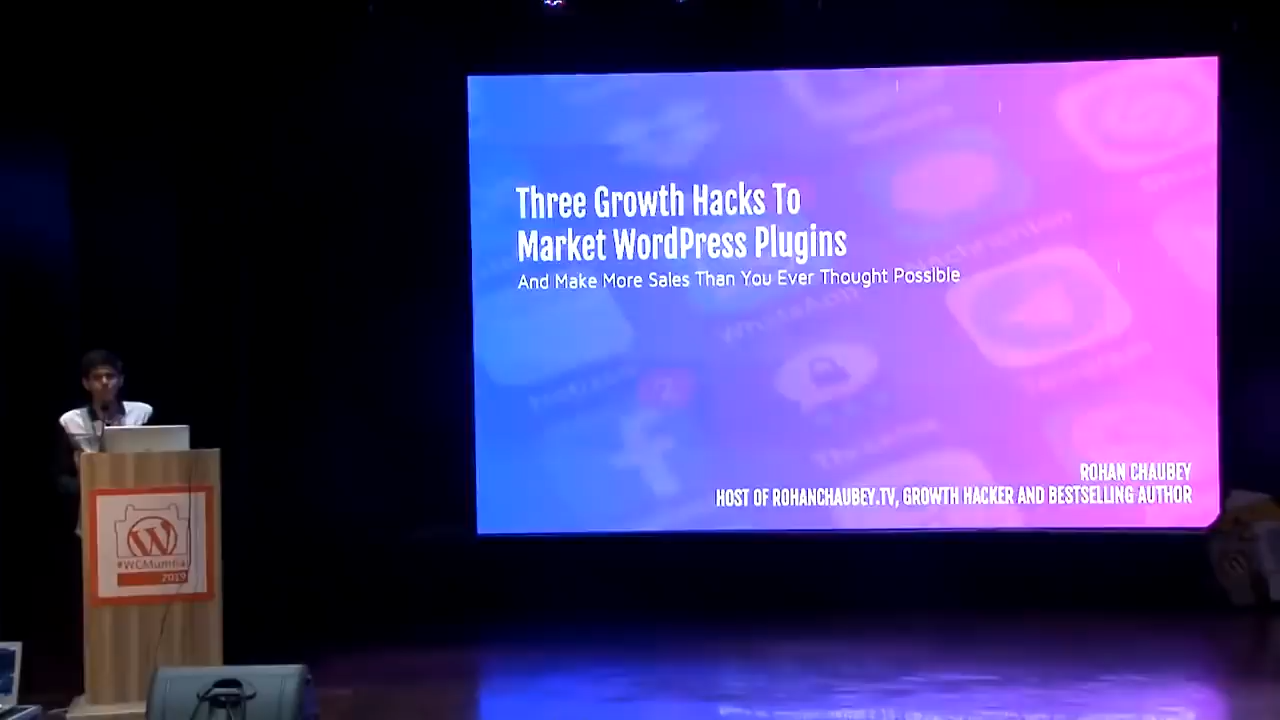 Three Growth Hacks To
Market WordPress Plugins
And Make More Sales Than You Ever Thought Possible
WhatsApp
ROHAN CHAUBEY
HOST OF ROHANCHAUBEY.TV, GROWTH HACKER AND BESTSELLING AUTHOR
#WCMumbai
2019